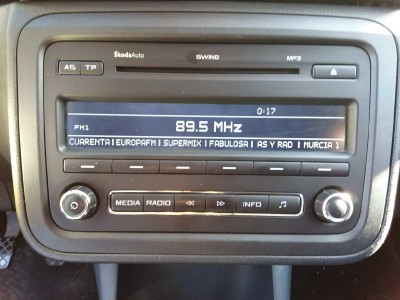 ŠkodaAuto SWING MP3
AS TP
0:17
FM1 89.5 MHz
CUARENTA | EUROPAFM | SUPERMIX | FABULOSA | AS Y RAD | NURCIA 1
MEDIA RADIO INFO